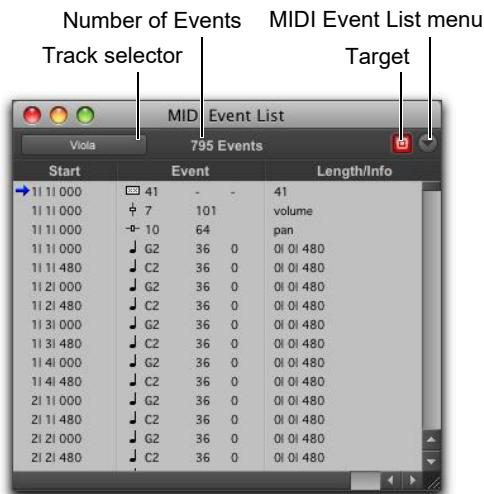 Number of Events MIDI Event List menu
Track selector Target
MIDI Event List
Viola 795 Events
Start Event Length/Info
1| 1| 000 41 - - 41
1| 1| 000 7 101 volume
1| 1| 000 10 64 pan
1| 1| 000 G2 36 0 0| 0| 480
1| 1| 480 C2 36 0 0| 0| 480
1| 2| 000 G2 36 0 0| 0| 480
1| 2| 480 C2 36 0 0| 0| 480
1| 3| 000 G2 36 0 0| 0| 480
1| 3| 480 C2 36 0 0| 0| 480
1| 4| 000 G2 36 0 0| 0| 480
1| 4| 480 C2 36 0 0| 0| 480
2| 1| 000 G2 36 0 0| 0| 480
2| 1| 480 C2 36 0 0| 0| 480
2| 2| 000 G2 36 0 0| 0| 480
2| 2| 480 C2 36 0 0| 0| 480